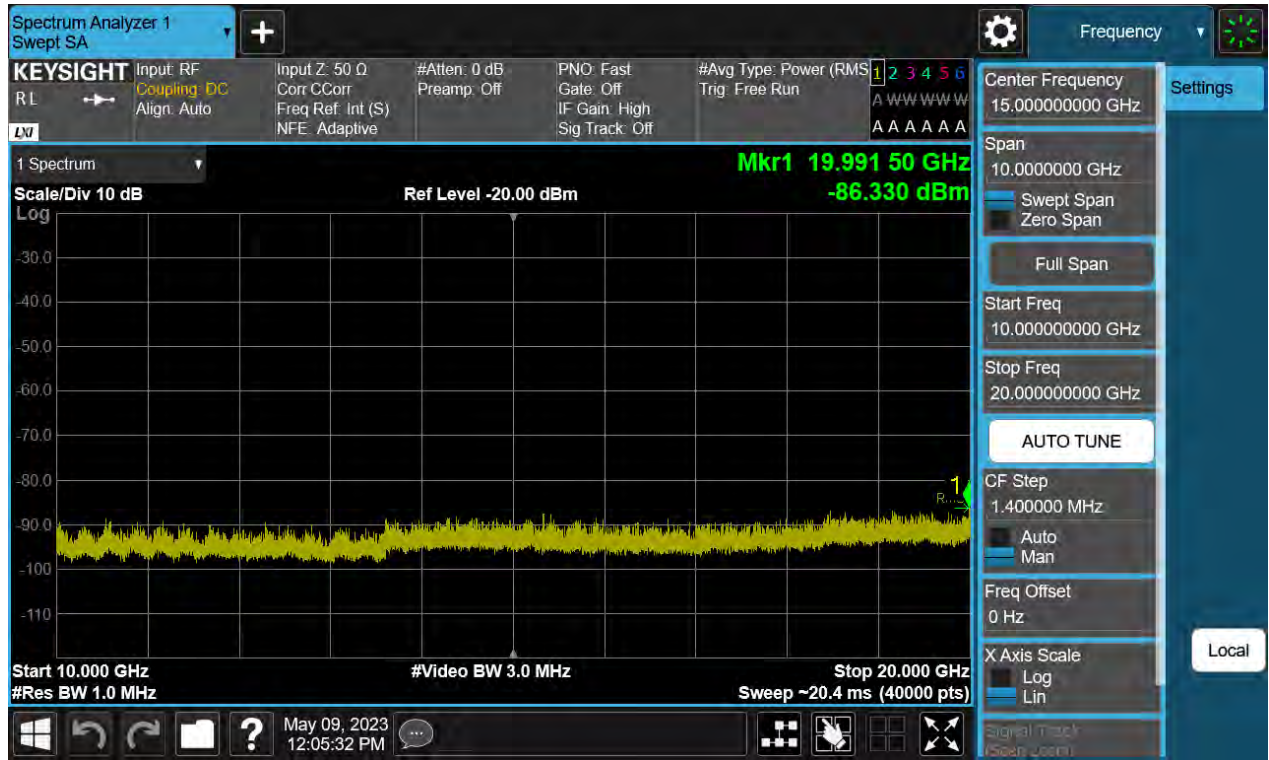 Spectrum Analyzer 1
Swept SA
Frequency
KEYSIGHT
RL
LXI
Input: RF
Coupling: DC
Align: Auto
Input Z: 50 Ω
Corr CCorr
Freq Ref: Int (S)
NFE: Adaptive
#Atten: 0 dB
Preamp: Off
PNO: Fast
Gate: Off
IF Gain: High
Sig Track: Off
#Avg Type: Power (RMS
Trig: Free Run
1 2 3 4 5 6
A W W W W W
A A A A A A
1 Spectrum
Mkr1 19.991 50 GHz
Scale/Div 10 dB
Ref Level -20.00 dBm
-86.330 dBm
Log
-30.0
-40.0
-50.0
-60.0
-70.0
-80.0
1
-90.0
-100
-110
Start 10.000 GHz
#Video BW 3.0 MHz
Stop 20.000 GHz
#Res BW 1.0 MHz
Sweep ~20.4 ms (40000 pts)
May 09, 2023
12:05:32 PM
Center Frequency
15.000000000 GHz
Settings
Span
10.0000000 GHz
Swept Span
Zero Span
Full Span
Start Freq
10.000000000 GHz
Stop Freq
20.000000000 GHz
AUTO TUNE
CF Step
1.400000 MHz
Auto
Man
Freq Offset
0 Hz
X Axis Scale
Log
Lin
Local
Signal Track
(Span Zoom)